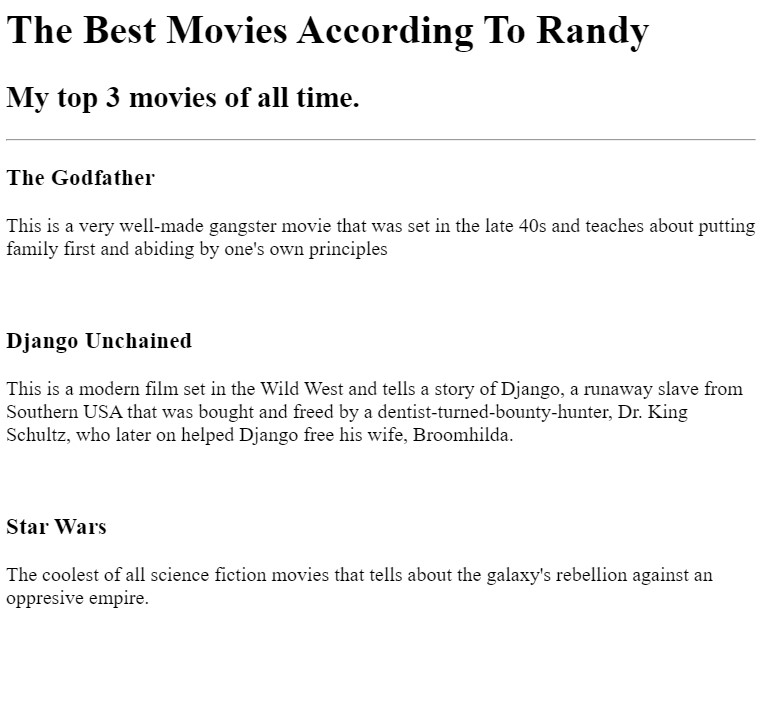 The Best Movies According To Randy
My top 3 movies of all time.
The Godfather
This is a very well-made gangster movie that was set in the late 40s and teaches about putting
family first and abiding by one's own principles
Django Unchained
This is a modern film set in the Wild West and tells a story of Django, a runaway slave from
Southern USA that was bought and freed by a dentist-turned-bounty-hunter, Dr. King
Schultz, who later on helped Django free his wife, Broomhilda.
Star Wars
The coolest of all science fiction movies that tells about the galaxy's rebellion against an
oppresive empire.